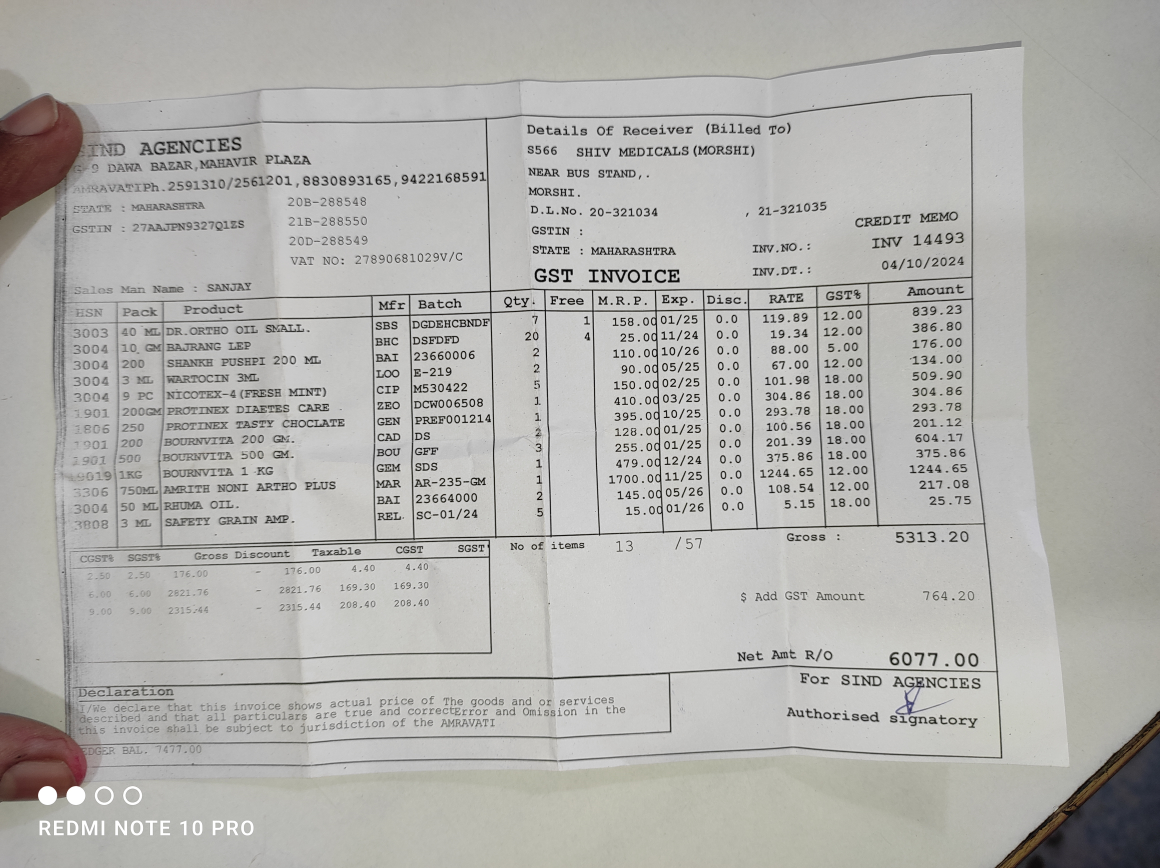 SIND AGENCIES
G-9 DAWA BAZAR,MAHAVIR PLAZA
AMRAVATIPh.2591310/2561201,8830893165,9422168591
STATE : MAHARASHTRA 20B-288548
GSTIN : 27AAJPN9327Q1ZS 21B-288550
20D-288549
VAT NO: 27890681029V/C
Sales Man Name : SANJAY
Details Of Receiver (Billed To)
S566 SHIV MEDICALS(MORSHI)
NEAR BUS STAND,.
MORSHI.
D.L.No. 20-321034 , 21-321035
GSTIN : CREDIT MEMO
STATE : MAHARASHTRA INV.NO.: INV 14493
GST INVOICE INV.DT.: 04/10/2024
HSN Pack Product Mfr Batch Qty. Free M.R.P. Exp. Disc. RATE GST% Amount
3003 40 ML DR.ORTHO OIL SMALL. SBS DGDEHCBNDF 7 1 158.00 01/25 0.0 119.89 12.00 839.23
3004 10 GM BAJRANG LEP BHC DSFDFD 20 4 25.00 11/24 0.0 19.34 12.00 386.80
3004 200 SHANKH PUSHPI 200 ML BAI 23660006 2 110.00 10/26 0.0 88.00 5.00 176.00
3004 3 ML WARTOCIN 3ML LOO E-219 2 90.00 05/25 0.0 67.00 12.00 134.00
3004 9 PC NICOTEX-4(FRESH MINT) CIP M530422 5 150.00 02/25 0.0 101.98 18.00 509.90
1901 200GM PROTINEX DIAETES CARE ZEO DCW006508 1 410.00 03/25 0.0 304.86 18.00 304.86
1806 250 PROTINEX TASTY CHOCLATE GEN PREF001214 1 395.00 10/25 0.0 293.78 18.00 293.78
1901 200 BOURNVITA 200 GM. CAD DS 2 128.00 01/25 0.0 100.56 18.00 201.12
1901 500 BOURNVITA 500 GM. BOU GFF 3 255.00 01/25 0.0 201.39 18.00 604.17
19019 1KG BOURNVITA 1 KG GEM SDS 1 479.00 12/24 0.0 375.86 18.00 375.86
3306 750ML AMRITH NONI ARTHO PLUS MAR AR-235-GM 1 1700.00 11/25 0.0 1244.65 12.00 1244.65
3004 50 ML RHUMA OIL. BAI 23664000 2 145.00 05/26 0.0 108.54 12.00 217.08
3808 3 ML SAFETY GRAIN AMP. REL SC-01/24 5 15.00 01/26 0.0 5.15 18.00 25.75
CGST% SGST% Gross Discount Taxable CGST SGST
2.50 2.50 176.00 - 176.00 4.40 4.40
6.00 6.00 2821.76 - 2821.76 169.30 169.30
9.00 9.00 2315.44 - 2315.44 208.40 208.40
No of items 13 /57 Gross : 5313.20
$ Add GST Amount 764.20
Net Amt R/O 6077.00
For SIND AGENCIES
Authorised signatory
Declaration
I/We declare that this invoice shows actual price of The goods and or services
described and that all particulars are true and correctError and Omission in the
this invoice shall be subject to jurisdiction of the AMRAVATI
EDGER BAL. 7477.00
REDMI NOTE 10 PRO